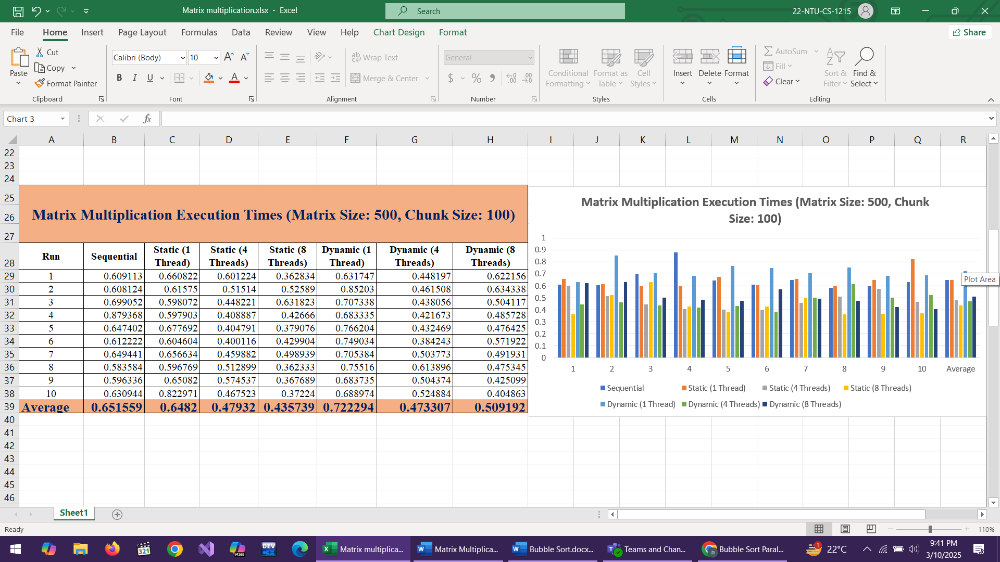 Matrix multiplication.xlsx - Excel
Search
22-NTU-CS-1215
File Home Insert Page Layout Formulas Data Review View Help Chart Design Format
Share
Paste
Cut
Copy
Format Painter
Clipboard
Calibri (Body) 10
B I U
Font
Wrap Text
Merge & Center
Alignment
General
Number
Conditional Formatting
Format as Table
Cell Styles
Styles
Insert Delete Format
Cells
AutoSum
Fill
Clear
Sort & Filter
Find & Select
Editing
Chart 3
fx
A B C D E F G H I J K L M N O P Q R
22
23
24
25
26
27
Matrix Multiplication Execution Times (Matrix Size: 500, Chunk Size: 100)
28 Run Sequential Static (1 Thread) Static (4 Threads) Static (8 Threads) Dynamic (1 Thread) Dynamic (4 Threads) Dynamic (8 Threads)
29 1 0.609113 0.660822 0.601224 0.362834 0.631747 0.448197 0.622156
30 2 0.608124 0.61575 0.51514 0.52589 0.85203 0.461508 0.634338
31 3 0.699052 0.598072 0.448221 0.631823 0.707338 0.438056 0.504117
32 4 0.879368 0.597903 0.408887 0.42666 0.683335 0.421673 0.485728
33 5 0.647402 0.677692 0.404791 0.379076 0.766204 0.432469 0.476425
34 6 0.612222 0.604604 0.400116 0.429904 0.749034 0.384243 0.571922
35 7 0.649441 0.656634 0.459882 0.498939 0.705384 0.503773 0.491931
36 8 0.583584 0.596769 0.512899 0.362333 0.75516 0.613896 0.475345
37 9 0.596336 0.65082 0.574537 0.367689 0.683735 0.504374 0.425099
38 10 0.630944 0.822971 0.467523 0.37224 0.688974 0.524884 0.404863
39 Average 0.651559 0.6482 0.47932 0.435739 0.722294 0.473307 0.509192
40
41
42
43
44
45
46
Matrix Multiplication Execution Times (Matrix Size: 500, Chunk
Size: 100)
1
0.9
0.8
0.7
0.6
0.5
0.4
0.3
0.2
0.1
0
1 2 3 4 5 6 7 8 9 10 Average
Plot Area
Sequential Static (1 Thread) Static (4 Threads) Static (8 Threads)
Dynamic (1 Thread) Dynamic (4 Threads) Dynamic (8 Threads)
Sheet1
Ready
110%
Matrix multiplica...
Matrix Multiplica...
Bubble Sort.docx...
Teams and Chan...
Bubble Sort Paral...
22°C
9:41 PM
3/10/2025